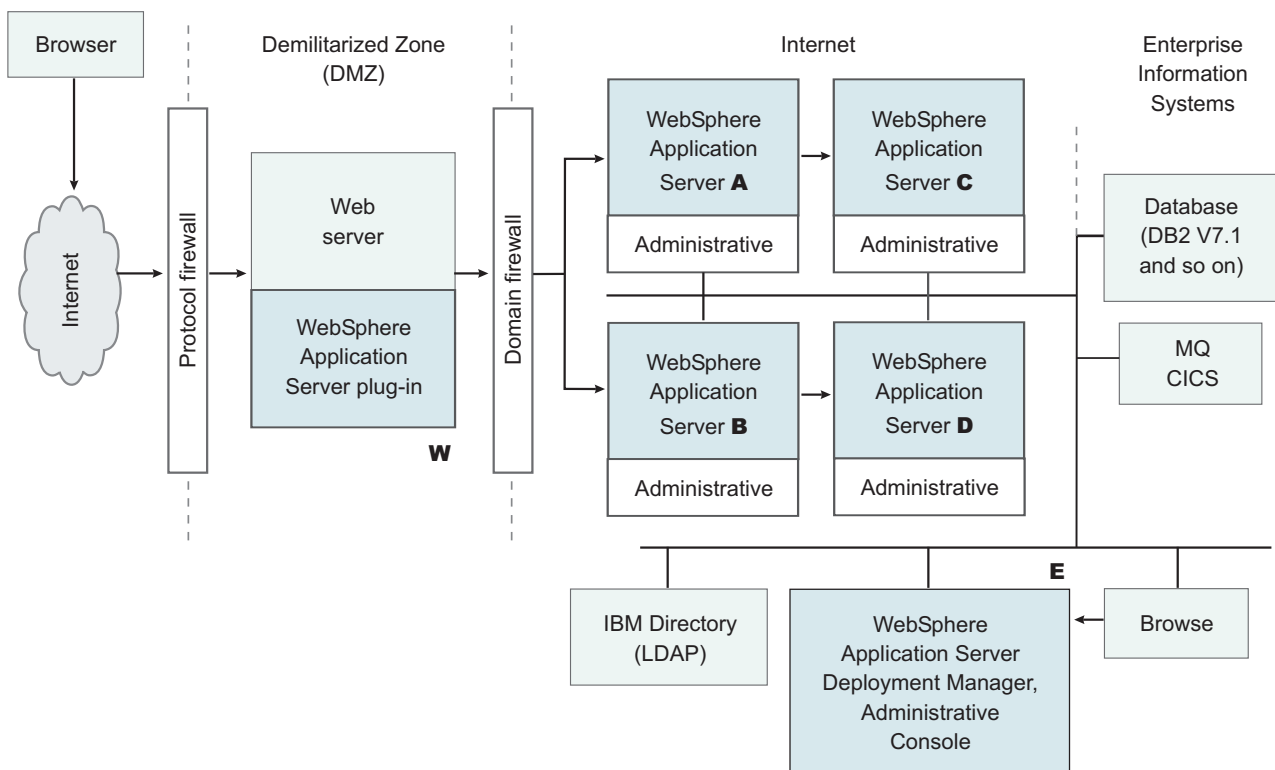 Browser
Demilitarized Zone
(DMZ)
Internet
Enterprise
Information
Systems
Internet
Protocol firewall
Web
server
WebSphere
Application
Server plug-in
W
Domain firewall
WebSphere
Application
Server A
Administrative
WebSphere
Application
Server C
Administrative
WebSphere
Application
Server B
Administrative
WebSphere
Application
Server D
Administrative
Database
(DB2 V7.1
and so on)
MQ
CICS
IBM Directory
(LDAP)
E
WebSphere
Application Server
Deployment Manager,
Administrative
Console
Browse